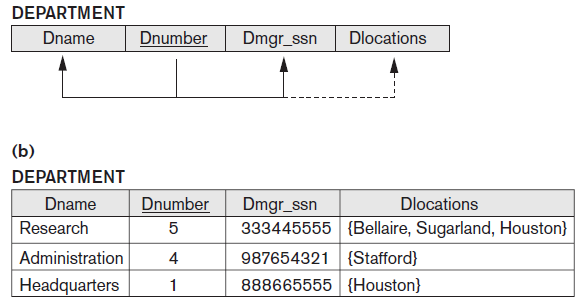 DEPARTMENT
Dname Dnumber Dmgr_ssn Dlocations
(b)
DEPARTMENT
Dname Dnumber Dmgr_ssn Dlocations
Research 5 333445555 {Bellaire, Sugarland, Houston}
Administration 4 987654321 {Stafford}
Headquarters 1 888665555 {Houston}